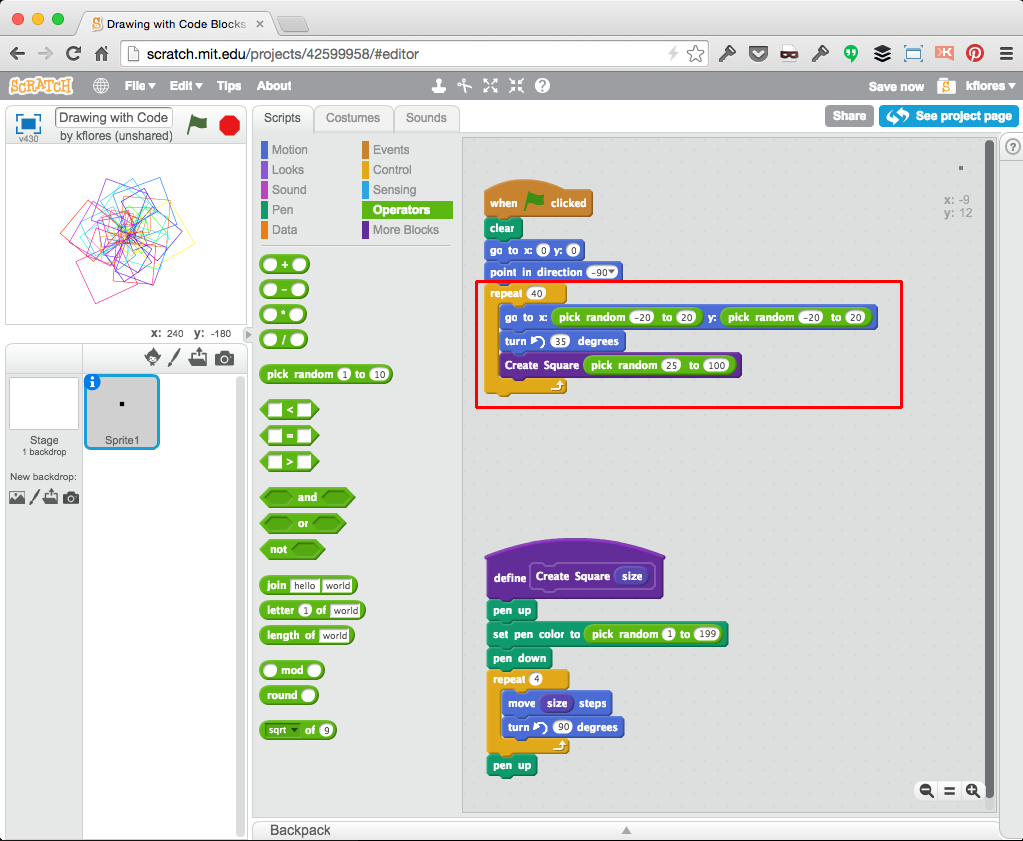 Drawing with Code Blocks
scratch.mit.edu/projects/42599958/#editor
SCRATCH
File
Edit
Tips
About
Save now
S
kflores
v430
Drawing with Code
by kflores (unshared)
x: 240 y: -180
Sprite1
Stage
1 backdrop
New backdrop:
Scripts
Costumes
Sounds
Motion
Events
Looks
Control
Sound
Sensing
Pen
Operators
Data
More Blocks
+
-
*
/
pick random 1 to 10
<
=
>
and
or
not
join hello world
letter 1 of world
length of world
mod
round
sqrt of 9
Share
See project page
?
x: -9
y: 12
when clicked
clear
go to x: 0 y: 0
point in direction -90
repeat 40
go to x: pick random -20 to 20 y: pick random -20 to 20
turn 35 degrees
Create Square pick random 25 to 100
define Create Square size
pen up
set pen color to pick random 1 to 199
pen down
repeat 4
move size steps
turn 90 degrees
pen up
Backpack